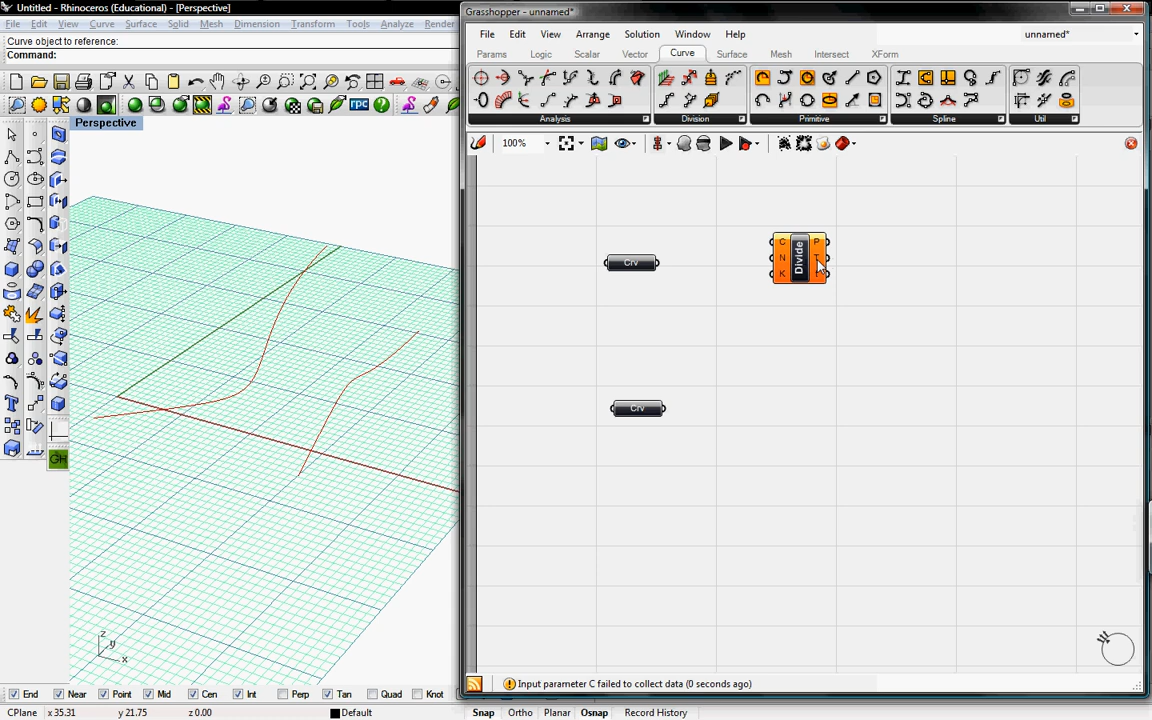 Untitled - Rhinoceros (Educational) - [Perspective]
File Edit View Curve Surface Solid Mesh Dimension Transform Tools Analyze Render
Curve object to reference:
Command:
rpc
Perspective
GH
z
y
x
End Near Point Mid Cen Int Perp Tan Quad Knot
CPlane x 35.31 y 21.75 z 0.00 Default Snap Ortho Planar Osnap Record History
Grasshopper - unnamed*
File Edit View Arrange Solution Window Help unnamed*
Params Logic Scalar Vector Curve Surface Mesh Intersect XForm
Analysis Division Primitive Spline Util
100%
Crv
C Divide P
N T
K
Crv
Input parameter C failed to collect data (0 seconds ago)